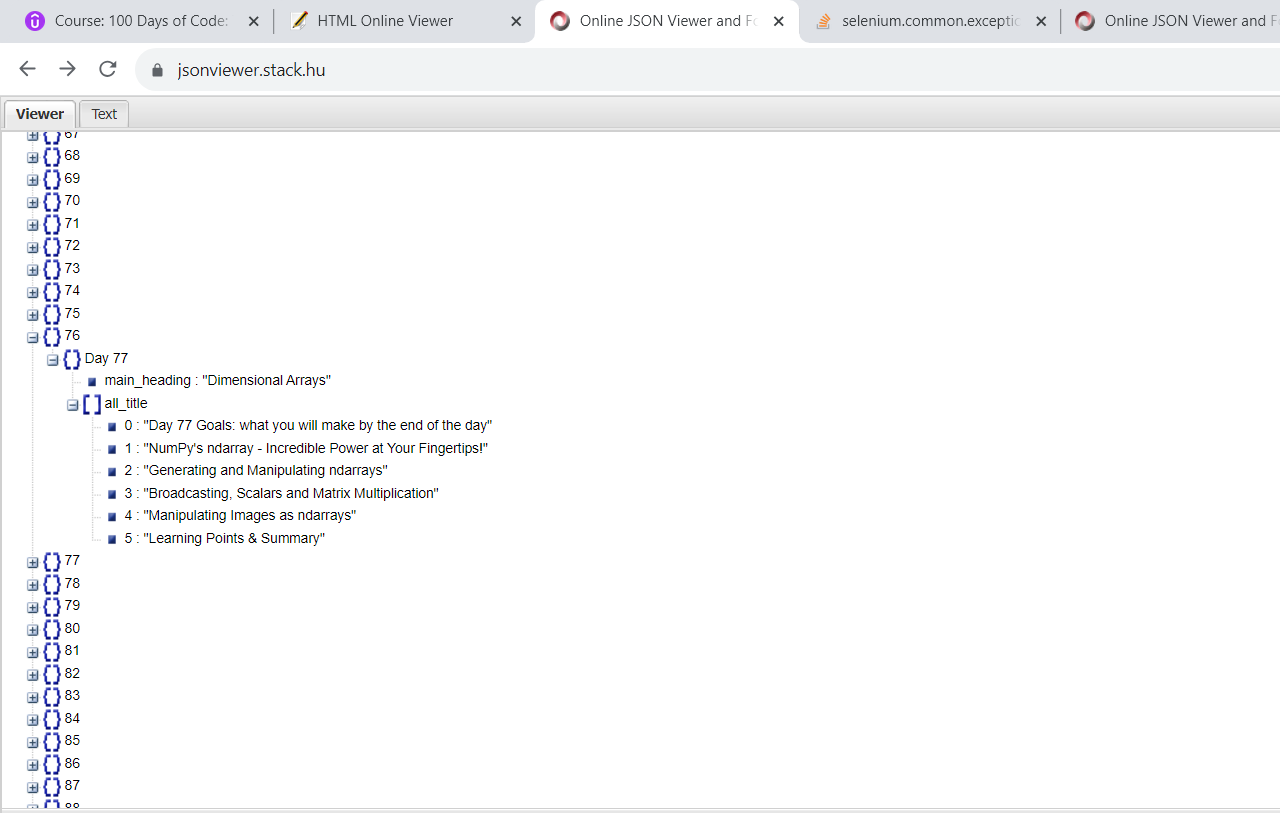 Course: 100 Days of Code: HTML Online Viewer Online JSON Viewer and Fo selenium.common.exceptio Online JSON Viewer and F
jsonviewer.stack.hu
Viewer Text
67
68
69
70
71
72
73
74
75
76
Day 77
main_heading : "Dimensional Arrays"
all_title
0 : "Day 77 Goals: what you will make by the end of the day"
1 : "NumPy's ndarray - Incredible Power at Your Fingertips!"
2 : "Generating and Manipulating ndarrays"
3 : "Broadcasting, Scalars and Matrix Multiplication"
4 : "Manipulating Images as ndarrays"
5 : "Learning Points & Summary"
77
78
79
80
81
82
83
84
85
86
87
88